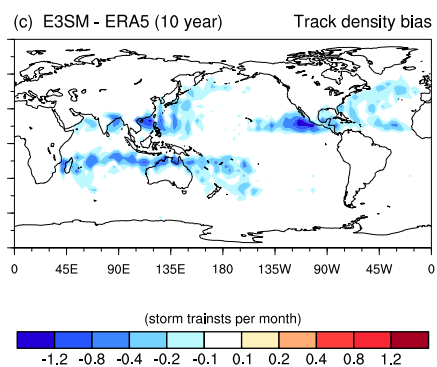 (c) E3SM - ERA5 (10 year) Track density bias
0 45E 90E 135E 180 135W 90W 45W 0
(storm trainsts per month)
-1.2 -0.8 -0.4 -0.2 -0.1 0.1 0.2 0.4 0.8 1.2